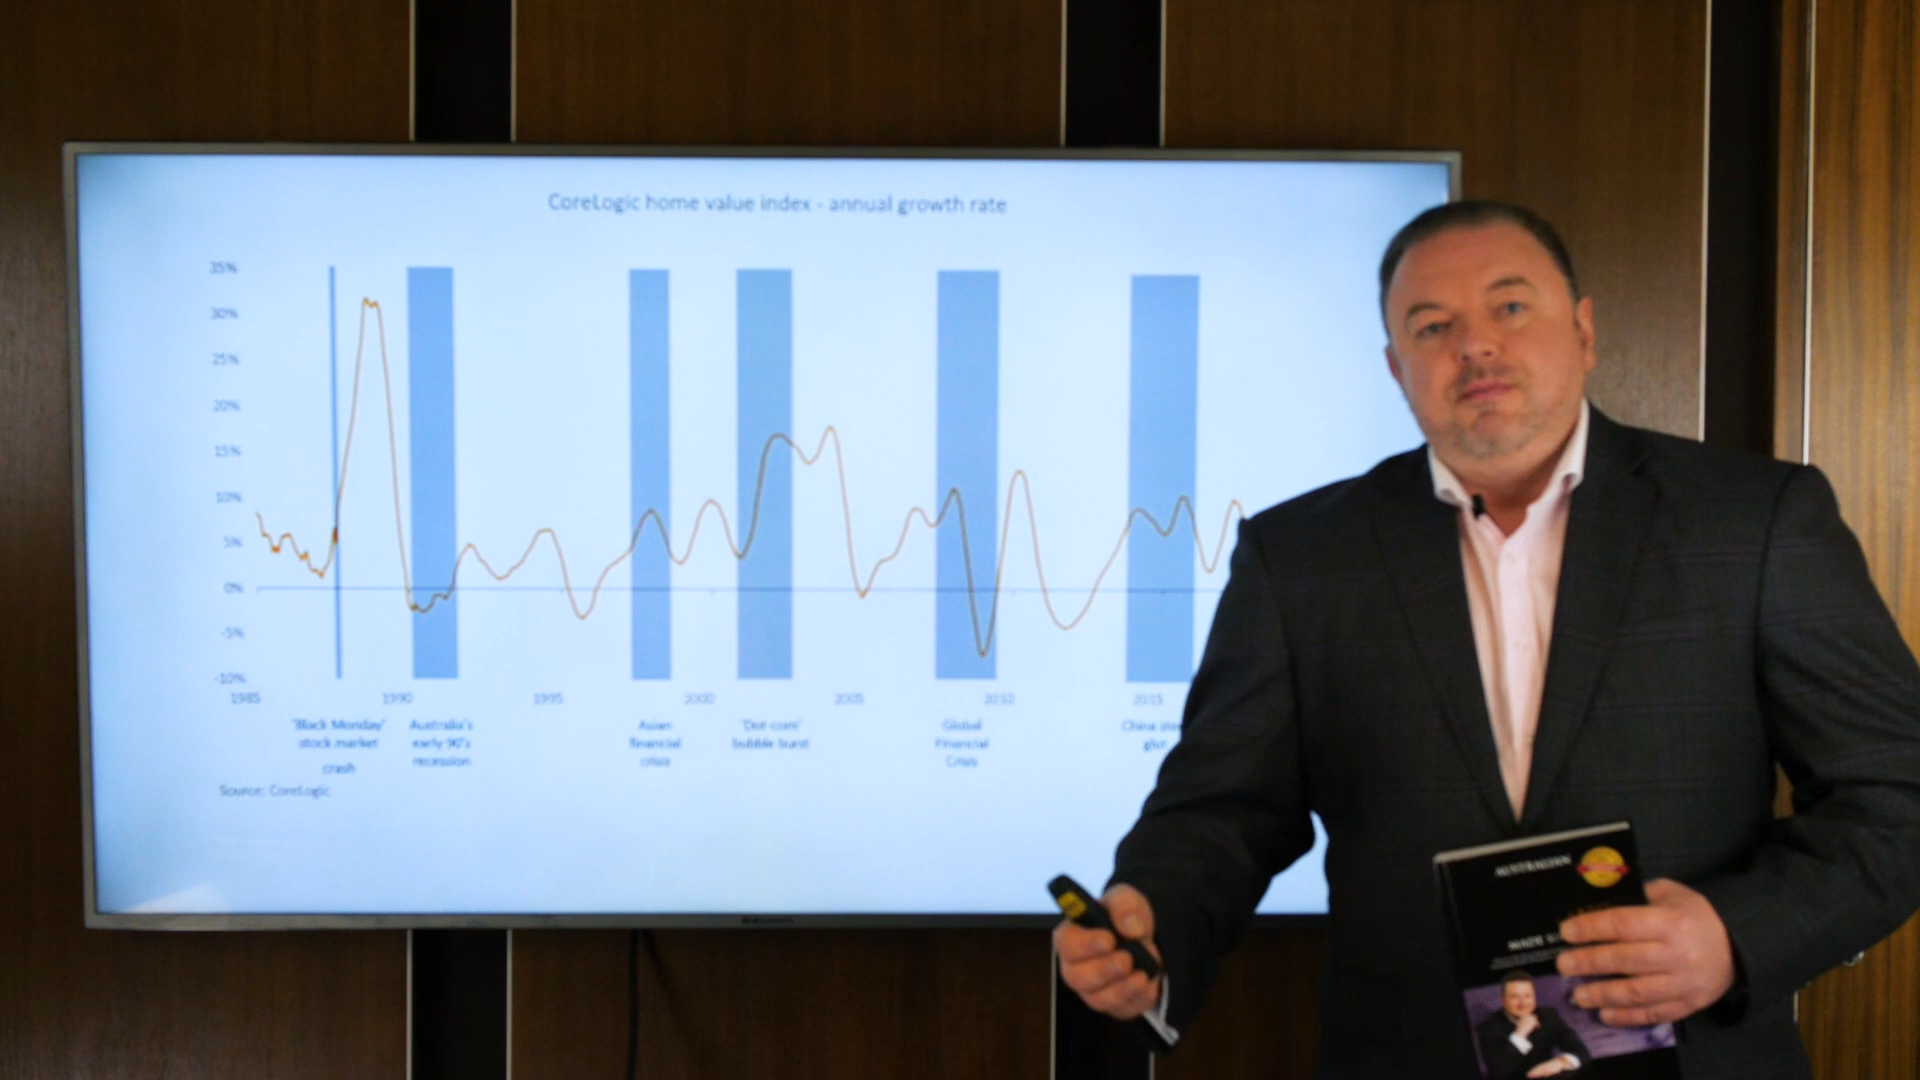 CoreLogic home value index - annual growth rate
35%
30%
25%
20%
15%
10%
5%
0%
-5%
-10%
1985 1990 1995 2000 2005 2010 2015
'Black Monday' stock market crash
Australia's early 90's recession
Asian financial crisis
'Dot-com' bubble burst
Global Financial Crisis
China
Source: CoreLogic
AUSTRALIAN
MADE